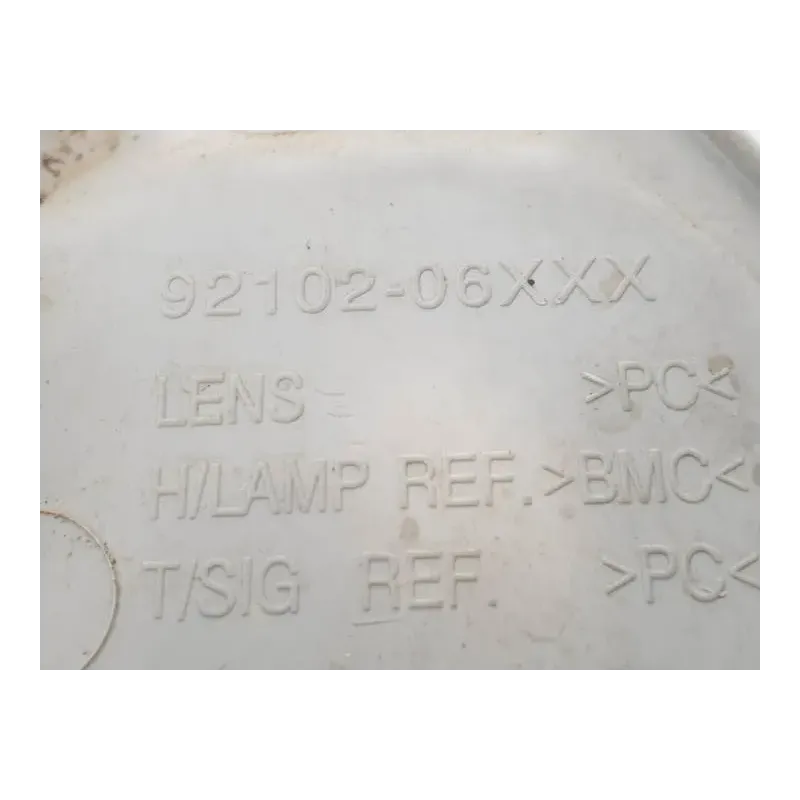 92102-06XXX
LENS >PC<
H/LAMP REF. >BMC<
T/SIG REF. >PC<